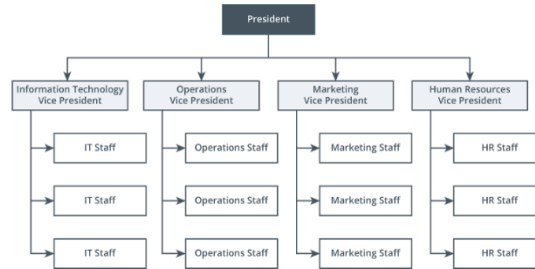 President
Information Technology
Vice President
Operations
Vice President
Marketing
Vice President
Human Resources
Vice President
IT Staff
Operations Staff
Marketing Staff
HR Staff
IT Staff
Operations Staff
Marketing Staff
HR Staff
IT Staff
Operations Staff
Marketing Staff
HR Staff